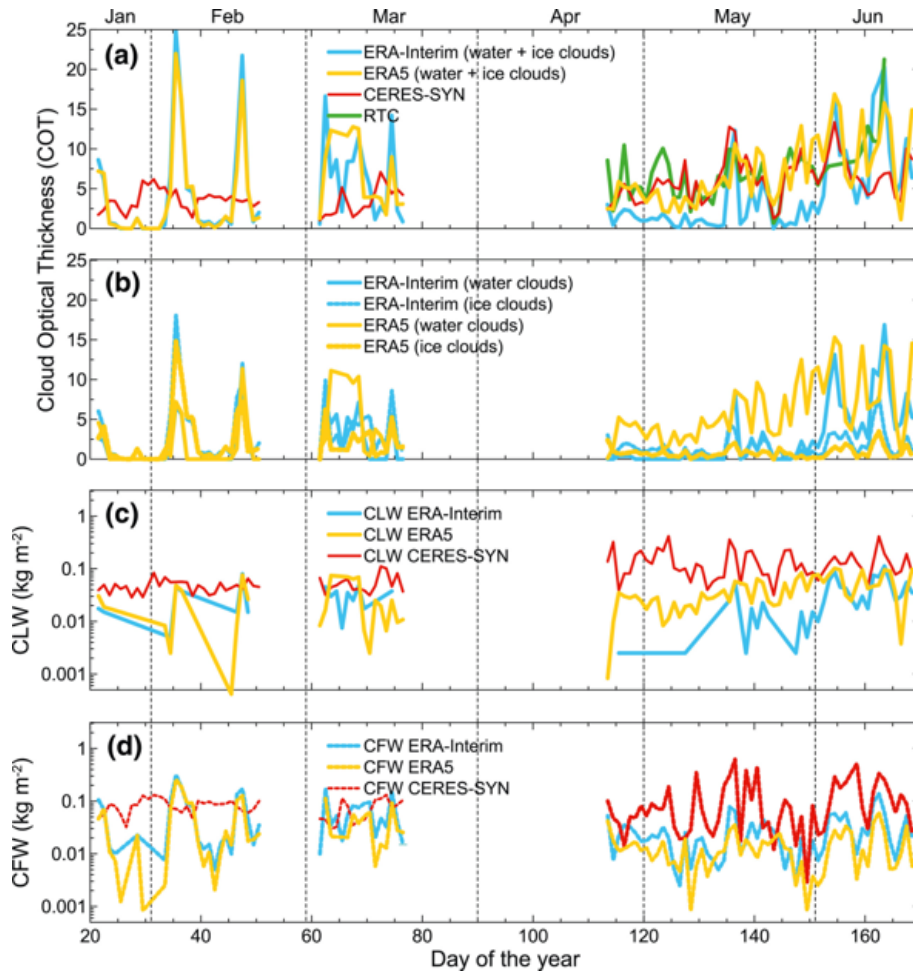 Jan Feb Mar Apr May Jun
25
(a)
ERA-Interim (water + ice clouds)
20
ERA5 (water + ice clouds)
CERES-SYN
15
RTC
10
5
0
Cloud Optical Thickness (COT)
25
(b)
ERA-Interim (water clouds)
20
ERA-Interim (ice clouds)
15
ERA5 (water clouds)
ERA5 (ice clouds)
10
5
0
(c)
CLW ERA-Interim
1
CLW ERA5
CLW CERES-SYN
0.1
0.01
0.001
CLW (kg m-2)
(d)
CFW ERA-Interim
1
CFW ERA5
CFW CERES-SYN
0.1
0.01
0.001
CFW (kg m-2)
20 40 60 80 100 120 140 160
Day of the year